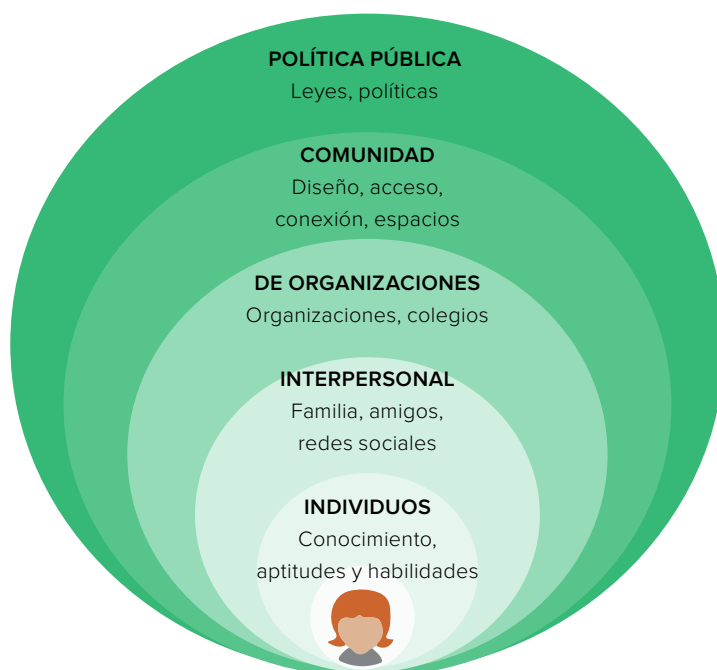 POLÍTICA PÚBLICA
Leyes, políticas
COMUNIDAD
Diseño, acceso,
conexión, espacios
DE ORGANIZACIONES
Organizaciones, colegios
INTERPERSONAL
Familia, amigos,
redes sociales
INDIVIDUOS
Conocimiento,
aptitudes y habilidades